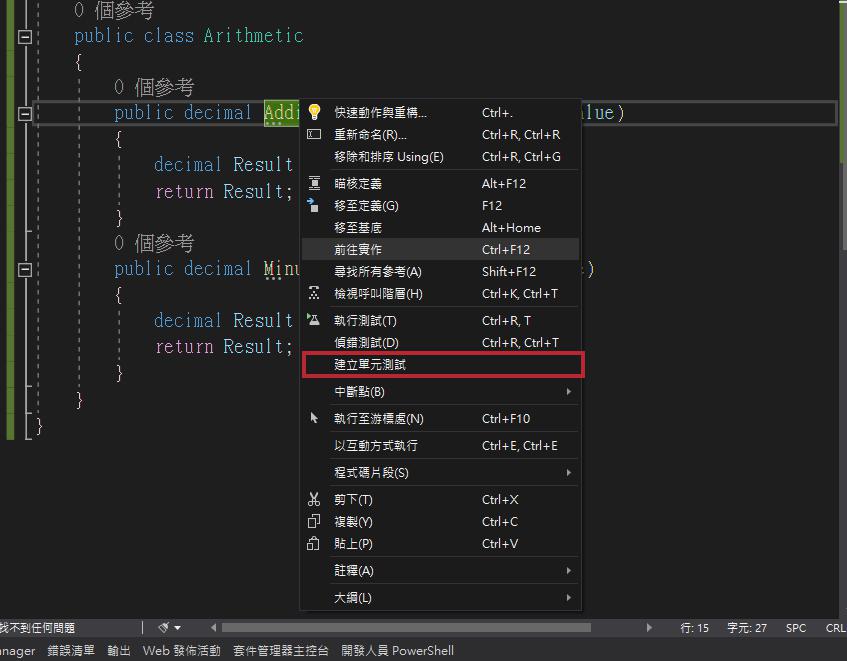 0 個參考
public class Arithmetic
{
0 個參考
public decimal Addi lue)
{
decimal Result
return Result;
}
0 個參考
public decimal Minu )
{
decimal Result
return Result;
}
}
}
快速動作與重構... Ctrl+.
重新命名(R)... Ctrl+R, Ctrl+R
移除和排序 Using(E) Ctrl+R, Ctrl+G
瞄核定義 Alt+F12
移至定義(G) F12
移至基底 Alt+Home
前往實作 Ctrl+F12
尋找所有參考(A) Shift+F12
檢視呼叫階層(H) Ctrl+K, Ctrl+T
執行測試(T) Ctrl+R, T
偵錯測試(D) Ctrl+R, Ctrl+T
建立單元測試
中斷點(B)
執行至游標處(N) Ctrl+F10
以互動方式執行 Ctrl+E, Ctrl+E
程式碼片段(S)
剪下(T) Ctrl+X
複製(Y) Ctrl+C
貼上(P) Ctrl+V
註釋(A)
大綱(L)
找不到任何問題 行: 15 字元: 27 SPC CRL
anager 錯誤清單 輸出 Web 發佈活動 套件管理器主控台 開發人員 PowerShell